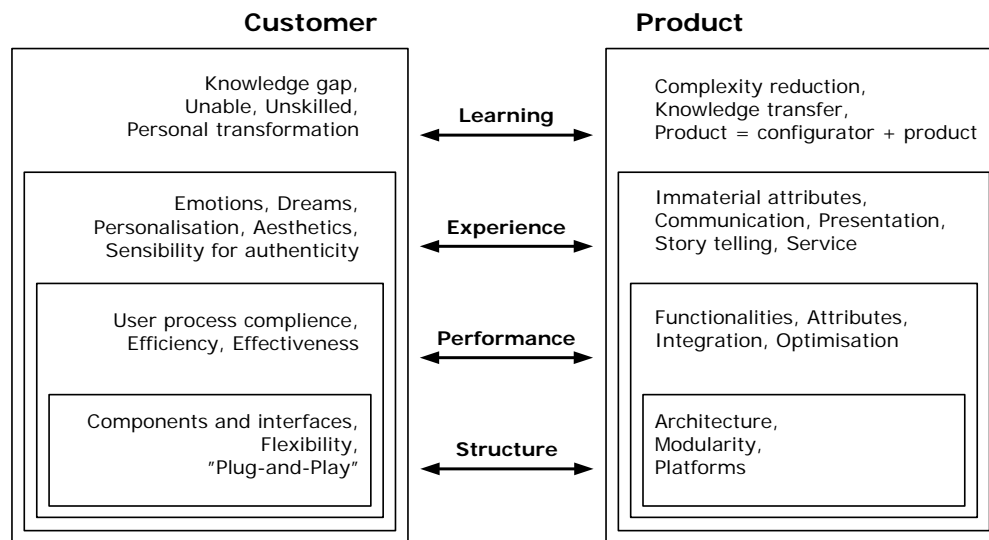 Customer
Product
Knowledge gap,
Unable, Unskilled,
Personal transformation
Learning
Complexity reduction,
Knowledge transfer,
Product = configurator + product
Emotions, Dreams,
Personalisation, Aesthetics,
Sensibility for authenticity
Experience
Immaterial attributes,
Communication, Presentation,
Story telling, Service
User process complience,
Efficiency, Effectiveness
Performance
Functionalities, Attributes,
Integration, Optimisation
Components and interfaces,
Flexibility,
"Plug-and-Play"
Structure
Architecture,
Modularity,
Platforms